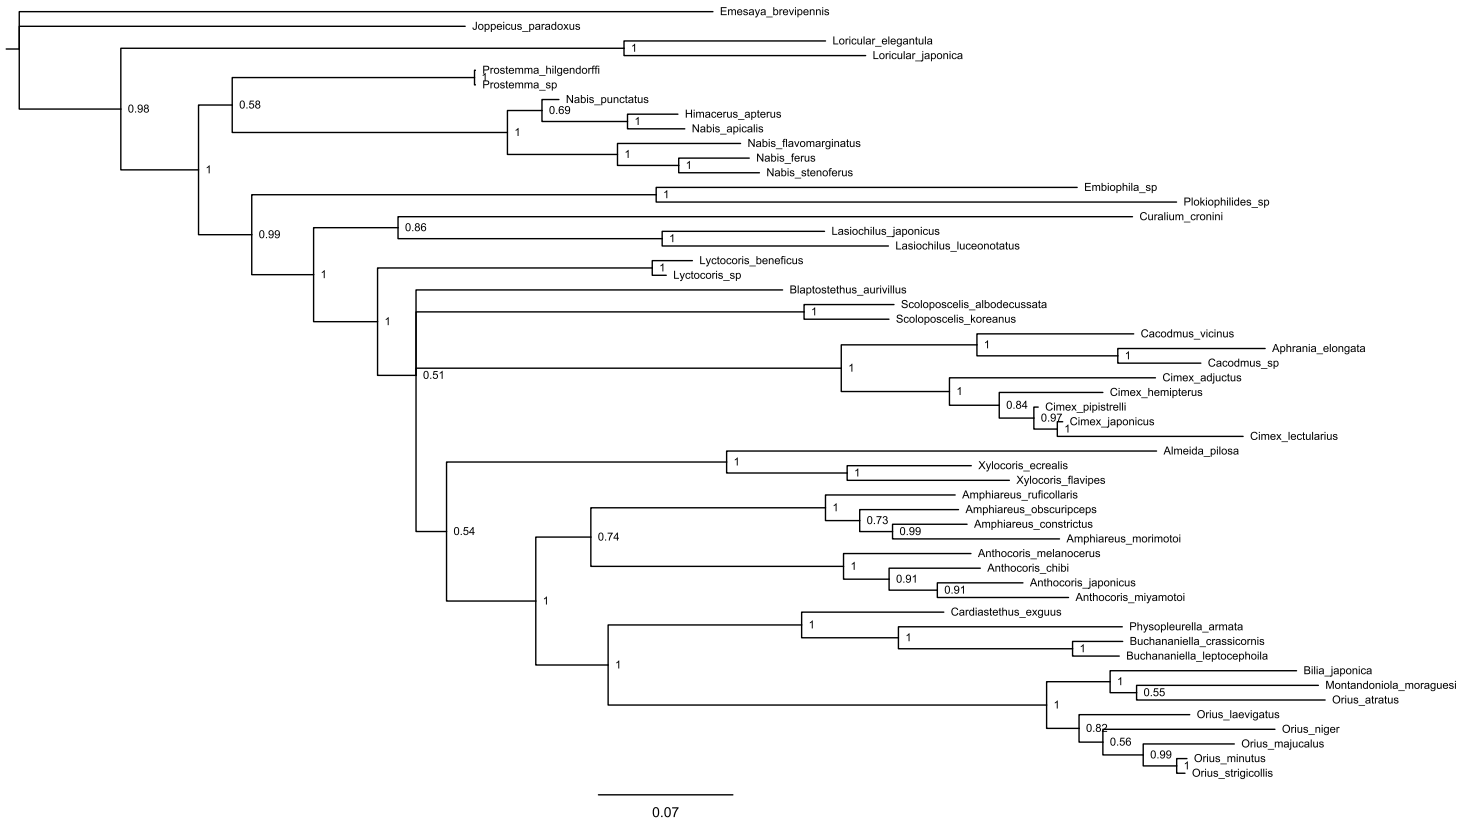 Emesaya_brevipennis
Joppeicus_paradoxus
Loricular_elegantula
1
Loricular_japonica
Prostemma_hilgendorffi
1
Prostemma_sp
Nabis_punctatus
0.58
0.98
0.69
Himacerus_apterus
1
Nabis_apicalis
1
Nabis_flavomarginatus
1
Nabis_ferus
1
Nabis_stenoferus
1
Embiophila_sp
1
Plokiophilides_sp
Curalium_cronini
0.86
Lasiochilus_japonicus
0.99
1
Lasiochilus_luceonotatus
Lyctocoris_beneficus
1
1
Lyctocoris_sp
Blaptostethus_aurivillus
Scoloposcelis_albodecussata
1
Scoloposcelis_koreanus
1
Cacodmus_vicinus
1
Aphrania_elongata
1
Cacodmus_sp
1
0.51
Cimex_adjuctus
1
Cimex_hemipterus
0.84
Cimex_pipistrelli
0.97
Cimex_japonicus
1
Cimex_lectularius
Almeida_pilosa
1
Xylocoris_ecrealis
1
Xylocoris_flavipes
Amphiareus_ruficollaris
1
Amphiareus_obscuripceps
0.73
Amphiareus_constrictus
0.54
0.99
0.74
Amphiareus_morimotoi
Anthocoris_melanocerus
1
Anthocoris_chibi
0.91
Anthocoris_japonicus
0.91
Anthocoris_miyamotoi
1
Cardiastethus_exguus
1
Physopleurella_armata
1
Buchananiella_crassicornis
1
Buchananiella_leptocephoila
1
Bilia_japonica
1
Montandoniola_moraguesi
0.55
Orius_atratus
1
Orius_laevigatus
0.82
Orius_niger
0.56
Orius_majucalus
0.99
Orius_minutus
1
Orius_strigicollis
0.07